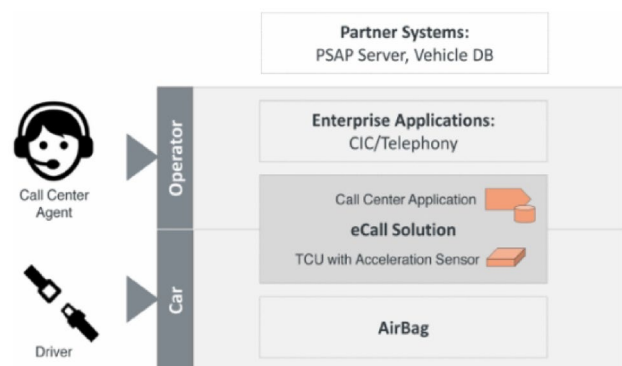 Partner Systems:
PSAP Server, Vehicle DB
Call Center
Agent
Operator
Enterprise Applications:
CIC/Telephony
Call Center Application
eCall Solution
TCU with Acceleration Sensor
Driver
Car
AirBag